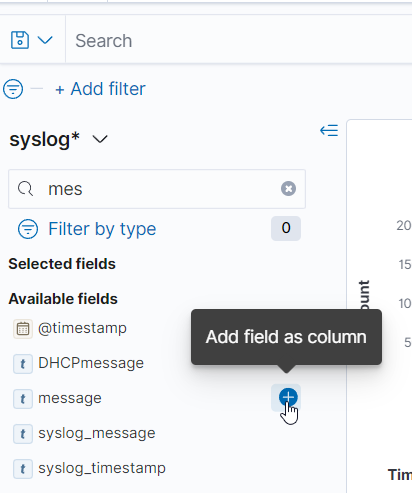 Search
+ Add filter
syslog*
mes
Filter by type
0
Selected fields
Available fields
@timestamp
Add field as column
t DHCPmessage
t message
t syslog_message
t syslog_timestamp
20
15
10
5
ount
Tim